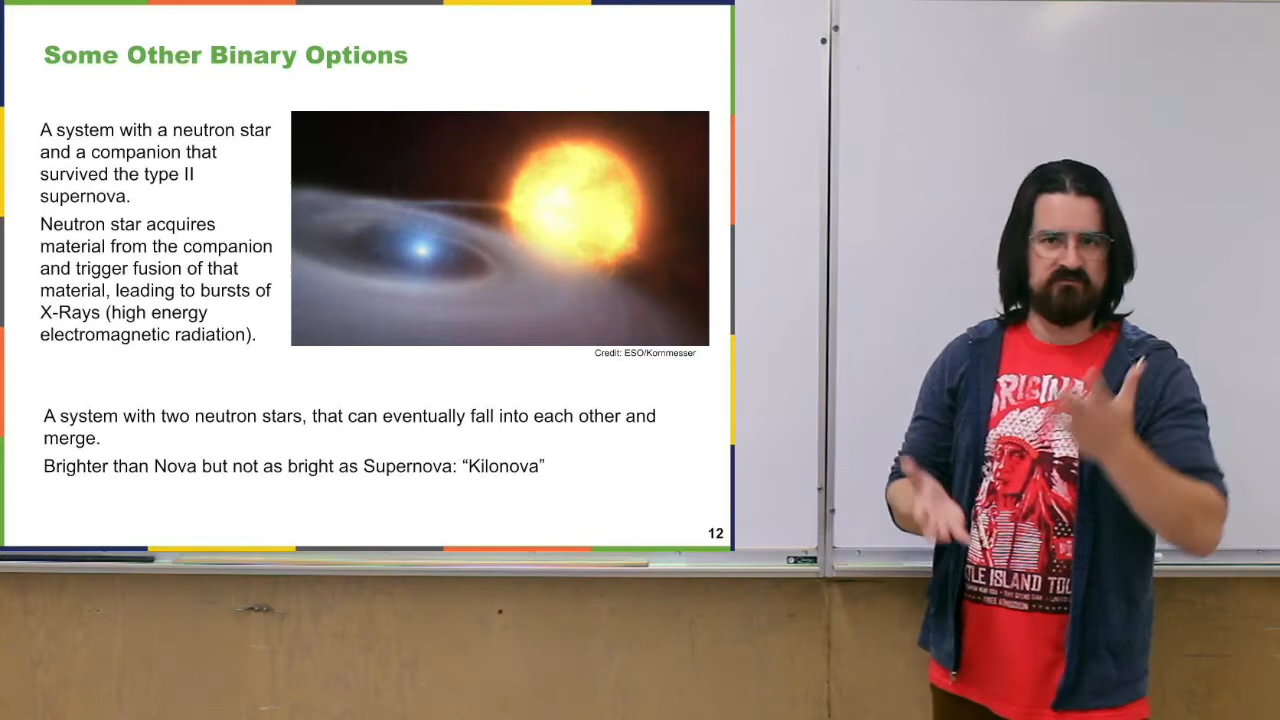 Some Other Binary Options
A system with a neutron star
and a companion that
survived the type II
supernova.
Neutron star acquires
material from the companion
and trigger fusion of that
material, leading to bursts of
X-Rays (high energy
electromagnetic radiation).
Credit: ESO/Kornmesser
A system with two neutron stars, that can eventually fall into each other and
merge.
Brighter than Nova but not as bright as Supernova: “Kilonova”
12
ISLAND